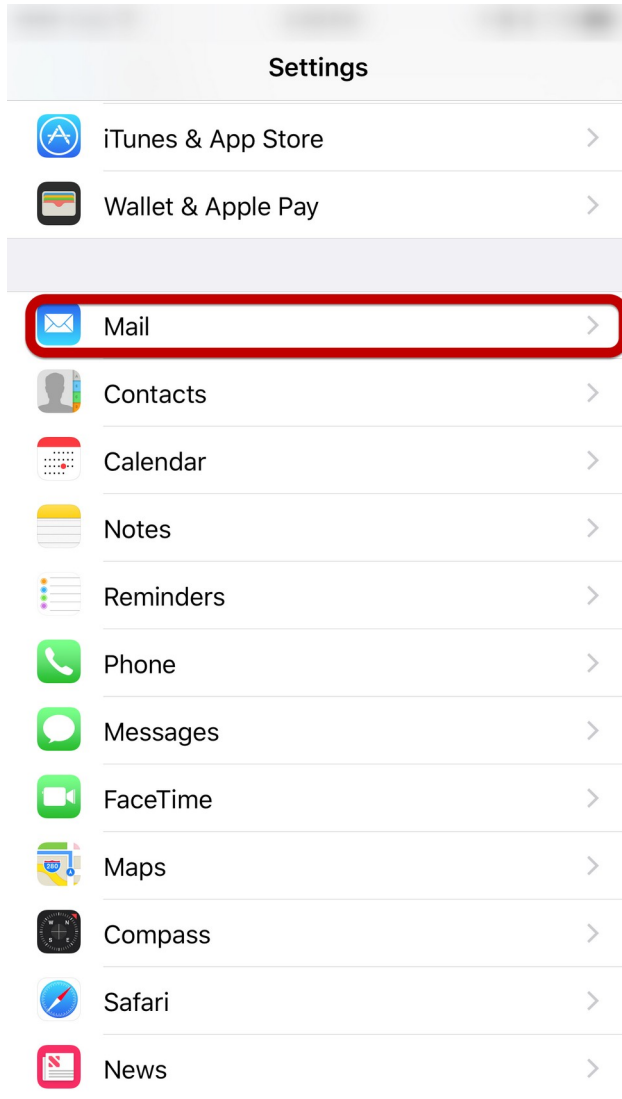 Settings
iTunes & App Store
Wallet & Apple Pay
Mail
Contacts
Calendar
Notes
Reminders
Phone
Messages
FaceTime
280
Maps
W N
S E
Compass
Safari
N
News